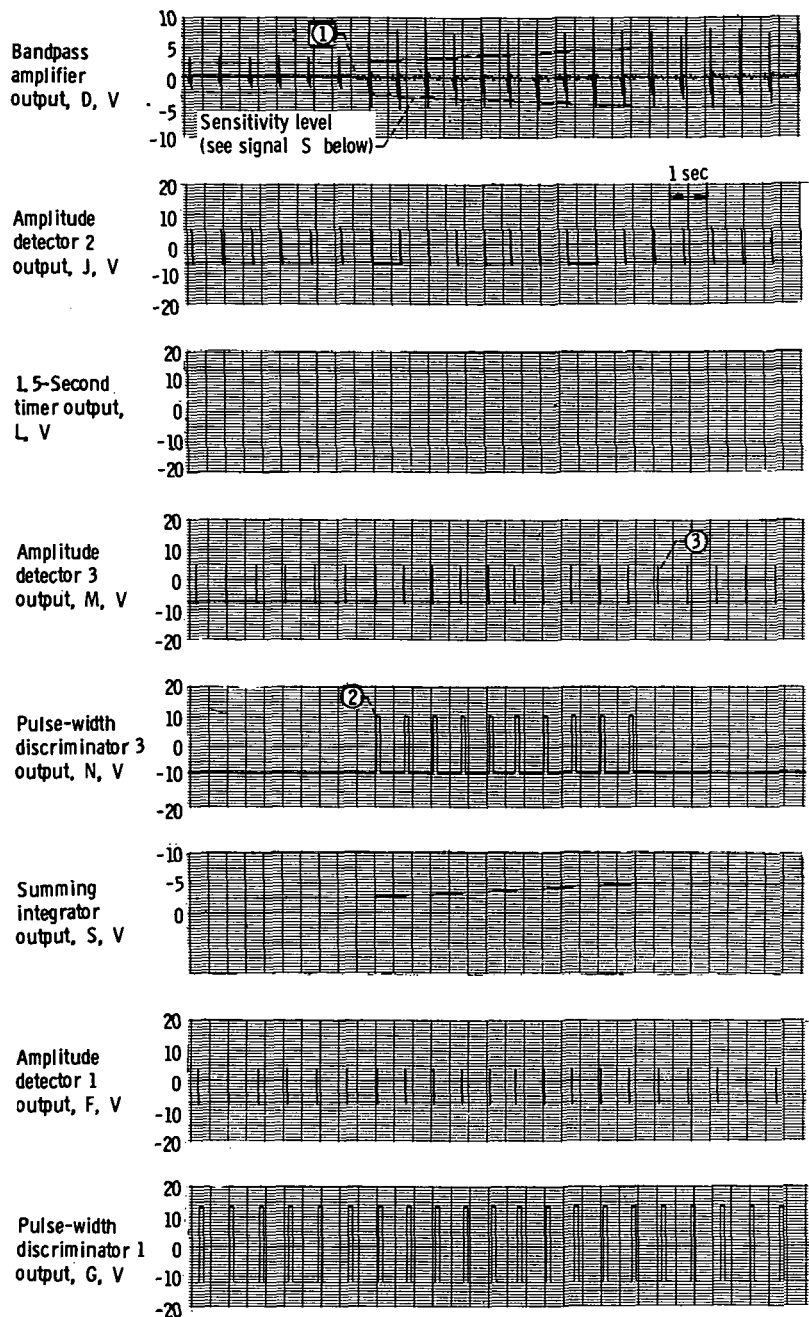 Bandpass
amplifier
output, D, V
10
5
0
-5
-10
1
Sensitivity level
(see signal S below)
1 sec
Amplitude
detector 2
output, J, V
20
10
0
-10
-20
1.5-Second
timer output,
L, V
20
10
0
-10
-20
Amplitude
detector 3
output, M, V
20
10
0
-10
-20
3
Pulse-width
discriminator 3
output, N, V
20
10
0
-10
-20
2
Summing
integrator
output, S, V
-10
-5
0
Amplitude
detector 1
output, F, V
20
10
0
-10
-20
Pulse-width
discriminator 1
output, G, V
20
10
0
-10
-20